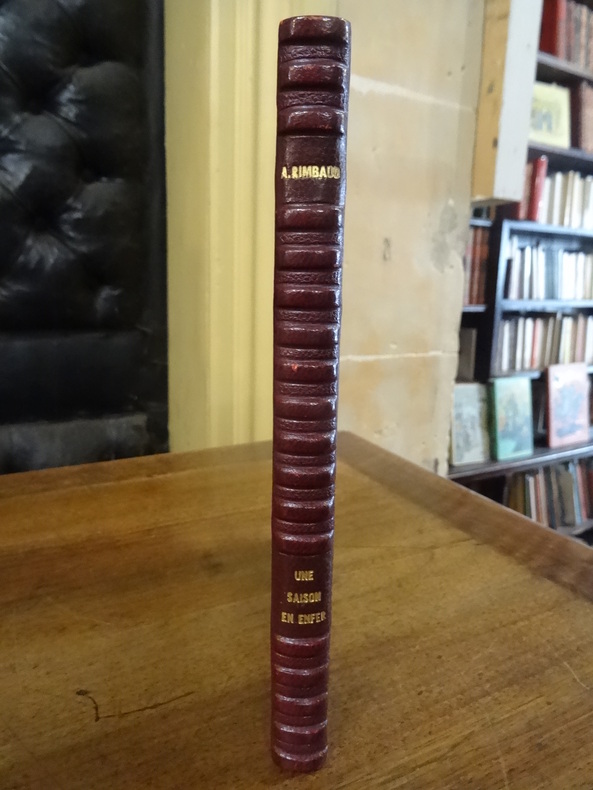 A. RIMBAUD
UNE
SAISON
EN ENFER